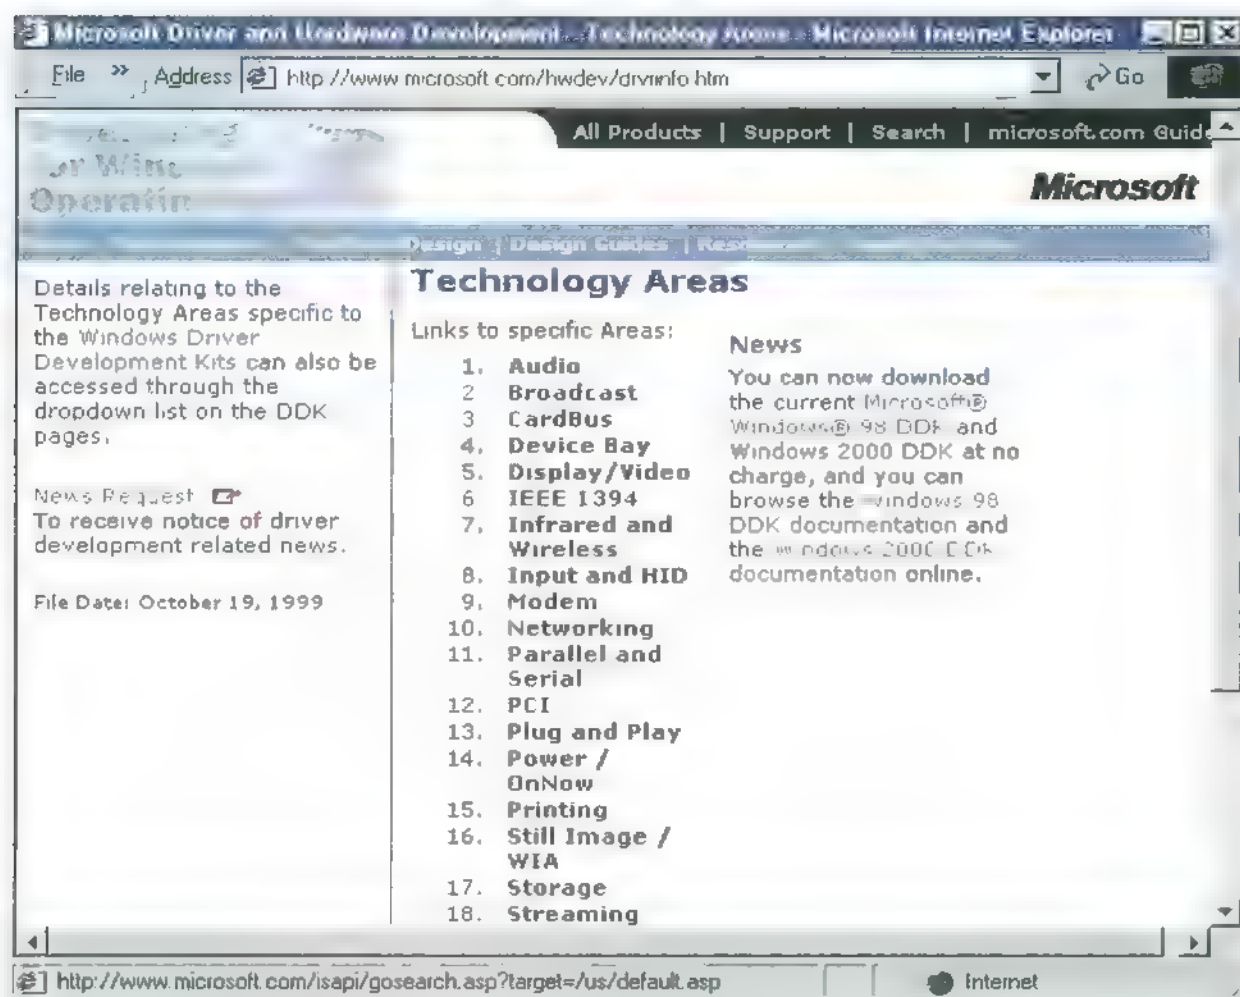 Microsoft Driver and Hardware Development - Technology Areas - Microsoft Internet Explorer
File » Address http://www.microsoft.com/hwdev/drvrinfo.htm Go
All Products | Support | Search | microsoft.com Guide
Operatin
Microsoft
Design | Design Guides |
Details relating to the
Technology Areas specific to
the Windows Driver
Development Kits can also be
accessed through the
dropdown list on the DDK
pages.
News Request
To receive notice of driver
development related news.
File Date: October 19, 1999
Technology Areas
Links to specific Areas:
1. Audio
2 Broadcast
3 CardBus
4. Device Bay
5. Display/Video
6 IEEE 1394
7. Infrared and
Wireless
8. Input and HID
9. Modem
10. Networking
11. Parallel and
Serial
12. PCI
13. Plug and Play
14. Power /
OnNow
15. Printing
16. Still Image /
WIA
17. Storage
18. Streaming
News
You can now download
the current Microsoft®
Windows® 98 DDK and
Windows 2000 DDK at no
charge, and you can
browse the Windows 98
DDK documentation and
the Windows 2000 DDK
documentation online.
http://www.microsoft.com/isapi/gosearch.asp?target=/us/default.asp Internet